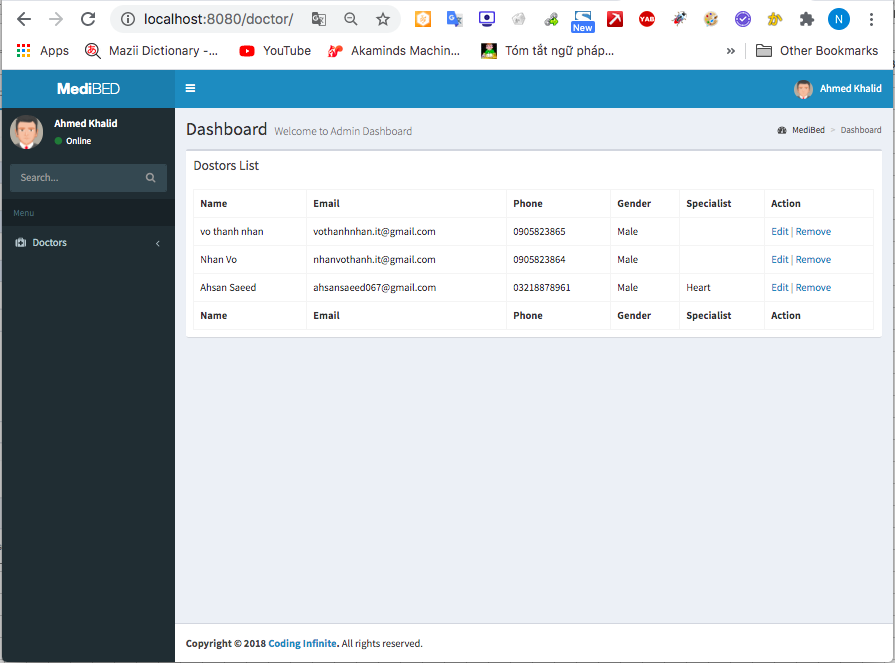 localhost:8080/doctor/
New
YAB
N
Apps
Mazii Dictionary -...
YouTube
Akaminds Machin...
Tóm tắt ngữ pháp...
»
Other Bookmarks
MediBED
Ahmed Khalid
Ahmed Khalid
Online
Search...
Menu
Doctors
Dashboard Welcome to Admin Dashboard
MediBed > Dashboard
Dostors List
Name Email Phone Gender Specialist Action
vo thanh nhan vothanhnhan.it@gmail.com 0905823865 Male Edit | Remove
Nhan Vo nhanvothanh.it@gmail.com 0905823864 Male Edit | Remove
Ahsan Saeed ahsansaeed067@gmail.com 03218878961 Male Heart Edit | Remove
Name Email Phone Gender Specialist Action
Copyright © 2018 Coding Infinite. All rights reserved.